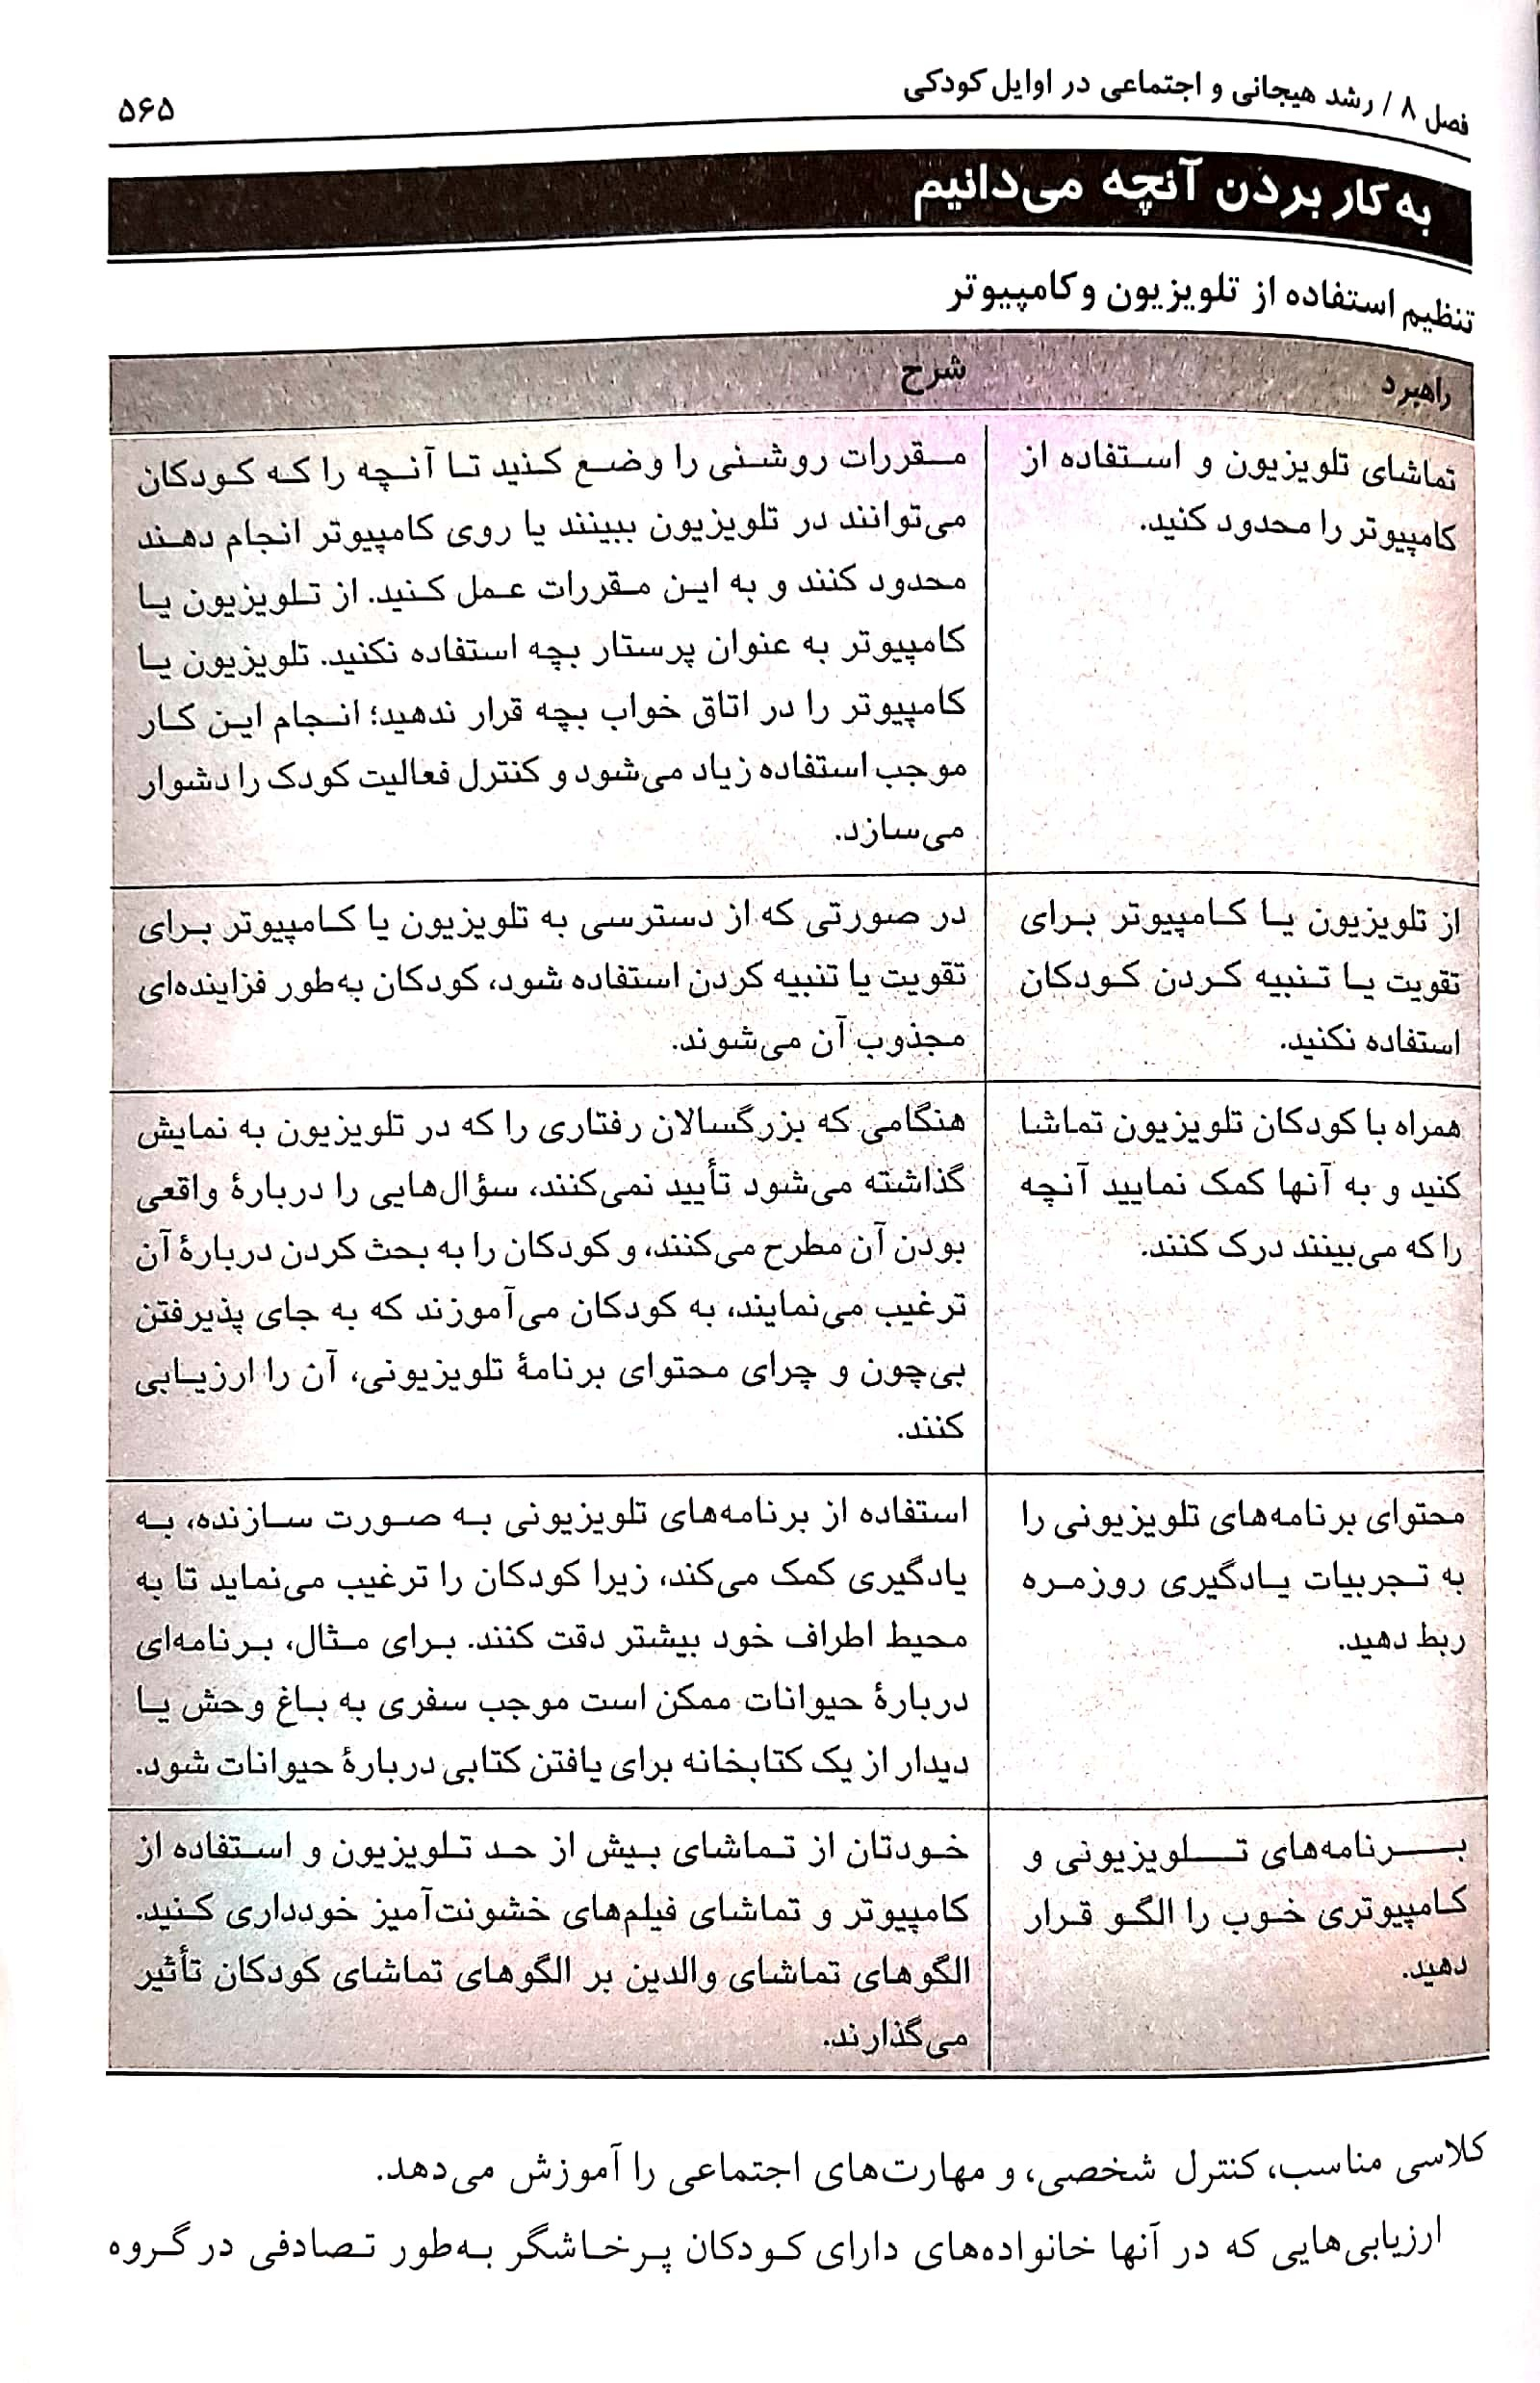 فصل ۸ / رشد هیجانی و اجتماعی در اوایل کودکی
۵۶۵
به کار بردن آنچه می‌دانیم
تنظیم استفاده از تلویزیون و کامپیوتر
راهبرد
شرح
تماشای تلویزیون و استفاده از
کامپیوتر را محدود کنید.
مقررات روشنی را وضع کنید تا آنچه را که کودکان
می‌توانند در تلویزیون ببینند یا روی کامپیوتر انجام دهند
محدود کنند و به این مقررات عمل کنید. از تلویزیون یا
کامپیوتر به عنوان پرستار بچه استفاده نکنید. تلویزیون یا
کامپیوتر را در اتاق خواب بچه قرار ندهید؛ انجام این کار
موجب استفاده زیاد می‌شود و کنترل فعالیت کودک را دشوار
می‌سازد.
از تلویزیون یا کامپیوتر برای
تقویت یا تنبیه کردن کودکان
استفاده نکنید.
در صورتی که از دسترسی به تلویزیون یا کامپیوتر برای
تقویت یا تنبیه کردن استفاده شود، کودکان به‌طور فزاینده‌ای
مجذوب آن می‌شوند.
همراه با کودکان تلویزیون تماشا
کنید و به آنها کمک نمایید آنچه
را که می‌بینند درک کنند.
هنگامی که بزرگسالان رفتاری را که در تلویزیون به نمایش
گذاشته می‌شود تأیید نمی‌کنند، سؤال‌هایی را دربارهٔ واقعی
بودن آن مطرح می‌کنند، و کودکان را به بحث کردن دربارهٔ آن
ترغیب می‌نمایند، به کودکان می‌آموزند که به جای پذیرفتن
بی‌چون و چرای محتوای برنامهٔ تلویزیونی، آن را ارزیابی
کنند.
محتوای برنامه‌های تلویزیونی را
به تجربیات یادگیری روزمره
ربط دهید.
استفاده از برنامه‌های تلویزیونی به صورت سازنده، به
یادگیری کمک می‌کند، زیرا کودکان را ترغیب می‌نماید تا به
محیط اطراف خود بیشتر دقت کنند. برای مثال، برنامه‌ای
دربارهٔ حیوانات ممکن است موجب سفری به باغ وحش یا
دیدار از یک کتابخانه برای یافتن کتابی دربارهٔ حیوانات شود.
برنامه‌های تلویزیونی و
کامپیوتری خوب را الگو قرار
دهید.
خودتان از تماشای بیش از حد تلویزیون و استفاده از
کامپیوتر و تماشای فیلم‌های خشونت‌آمیز خودداری کنید.
الگوهای تماشای والدین بر الگوهای تماشای کودکان تأثیر
می‌گذارند.
کلاسی مناسب، کنترل شخصی، و مهارت‌های اجتماعی را آموزش می‌دهد.
ارزیابی‌هایی که در آنها خانواده‌های دارای کودکان پرخاشگر به‌طور تصادفی در گروه